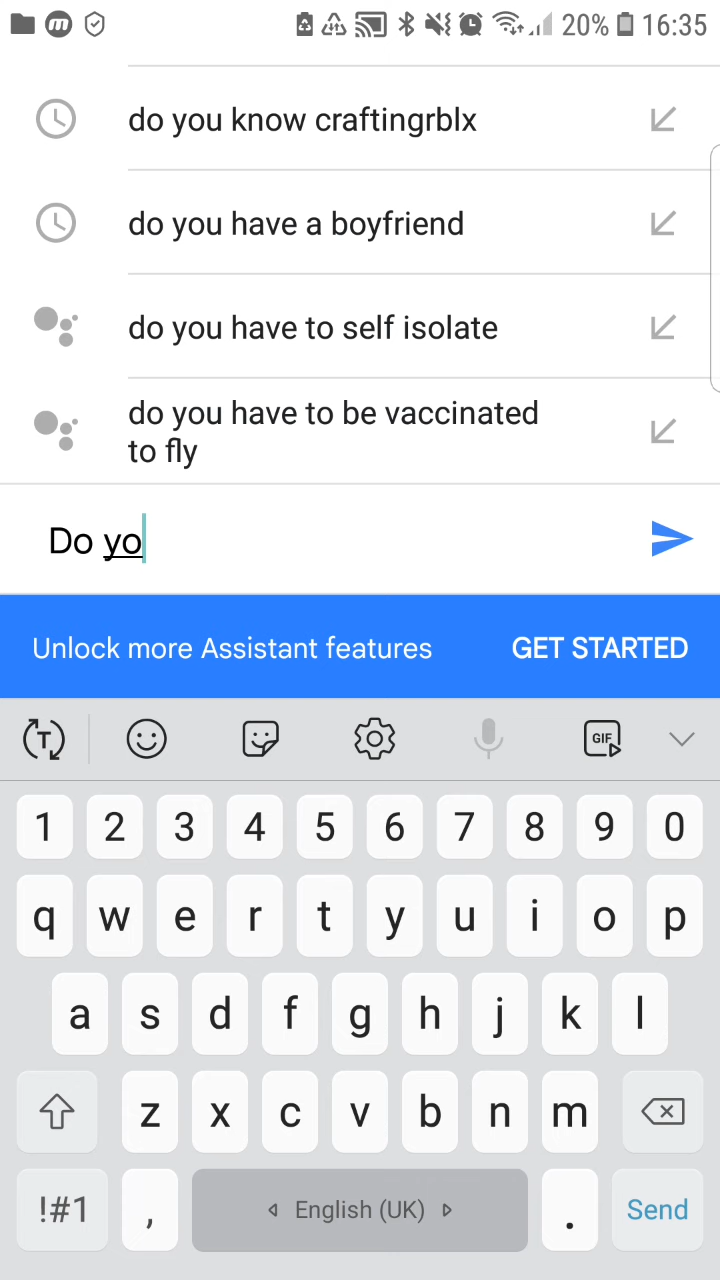 20% 16:35
do you know craftingrblx
do you have a boyfriend
do you have to self isolate
do you have to be vaccinated
to fly
Do yo
Unlock more Assistant features GET STARTED
T GIF
1 2 3 4 5 6 7 8 9 0
q w e r t y u i o p
a s d f g h j k l
z x c v b n m
!#1 , English (UK) . Send